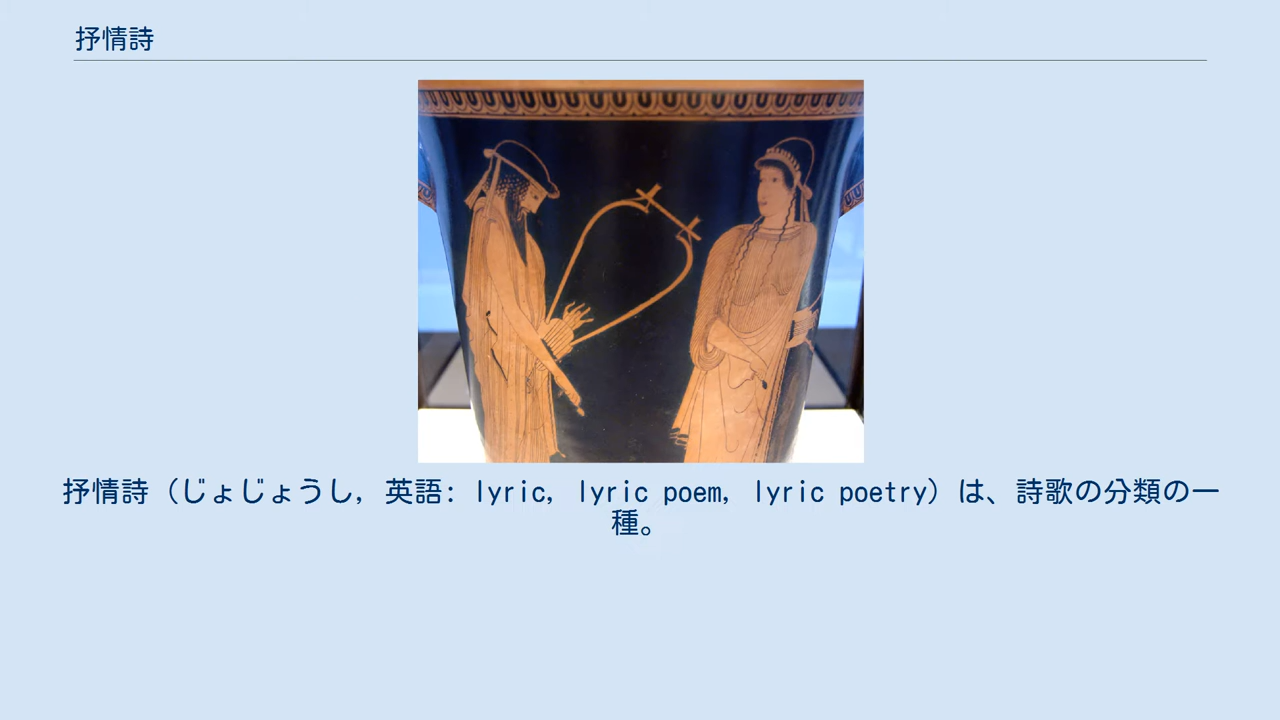 抒情詩
抒情詩（じょじょうし, 英語: lyric, lyric poem, lyric poetry）は、詩歌の分類の一
種。